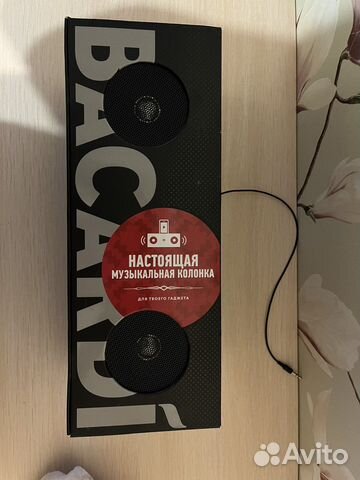 BACARDI
НАСТОЯЩАЯ
МУЗЫКАЛЬНАЯ КОЛОНКА
ДЛЯ ТВОЕГО ГАДЖЕТА
Avito